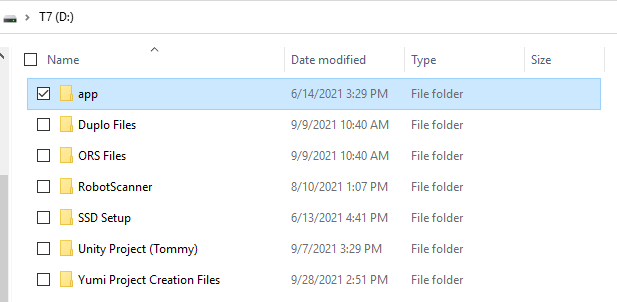 T7 (D:)
Name Date modified Type Size
app 6/14/2021 3:29 PM File folder
Duplo Files 9/9/2021 10:40 AM File folder
ORS Files 9/9/2021 10:40 AM File folder
RobotScanner 8/10/2021 1:07 PM File folder
SSD Setup 6/13/2021 4:41 PM File folder
Unity Project (Tommy) 9/7/2021 3:29 PM File folder
Yumi Project Creation Files 9/28/2021 2:51 PM File folder